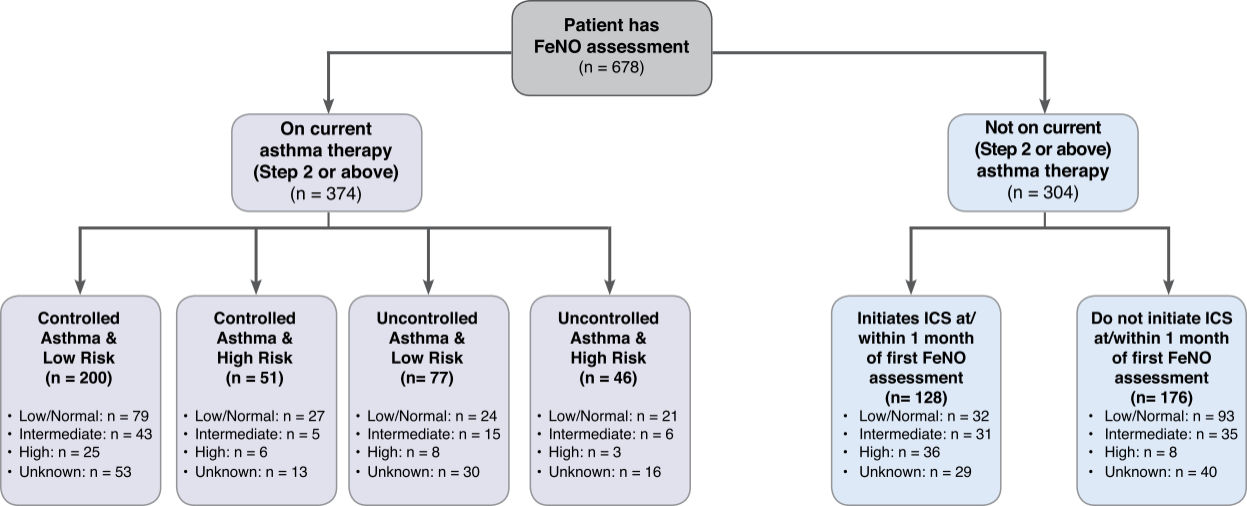 Patient has
FeNO assessment
(n = 678)
On current
asthma therapy
(Step 2 or above)
(n = 374)
Not on current
(Step 2 or above)
asthma therapy
(n = 304)
Controlled
Asthma &
Low Risk
(n = 200)
• Low/Normal: n = 79
• Intermediate: n = 43
• High: n = 25
• Unknown: n = 53
Controlled
Asthma &
High Risk
(n = 51)
• Low/Normal: n = 27
• Intermediate: n = 5
• High: n = 6
• Unknown: n = 13
Uncontrolled
Asthma &
Low Risk
(n= 77)
• Low/Normal: n = 24
• Intermediate: n = 15
• High: n = 8
• Unknown: n = 30
Uncontrolled
Asthma &
High Risk
(n = 46)
• Low/Normal: n = 21
• Intermediate: n = 6
• High: n = 3
• Unknown: n = 16
Initiates ICS at/
within 1 month
of first FeNO
assessment
(n= 128)
• Low/Normal: n = 32
• Intermediate: n = 31
• High: n = 36
• Unknown: n = 29
Do not initiate ICS
at/within 1 month
of first FeNO
assessment
(n= 176)
• Low/Normal: n = 93
• Intermediate: n = 35
• High: n = 8
• Unknown: n = 40